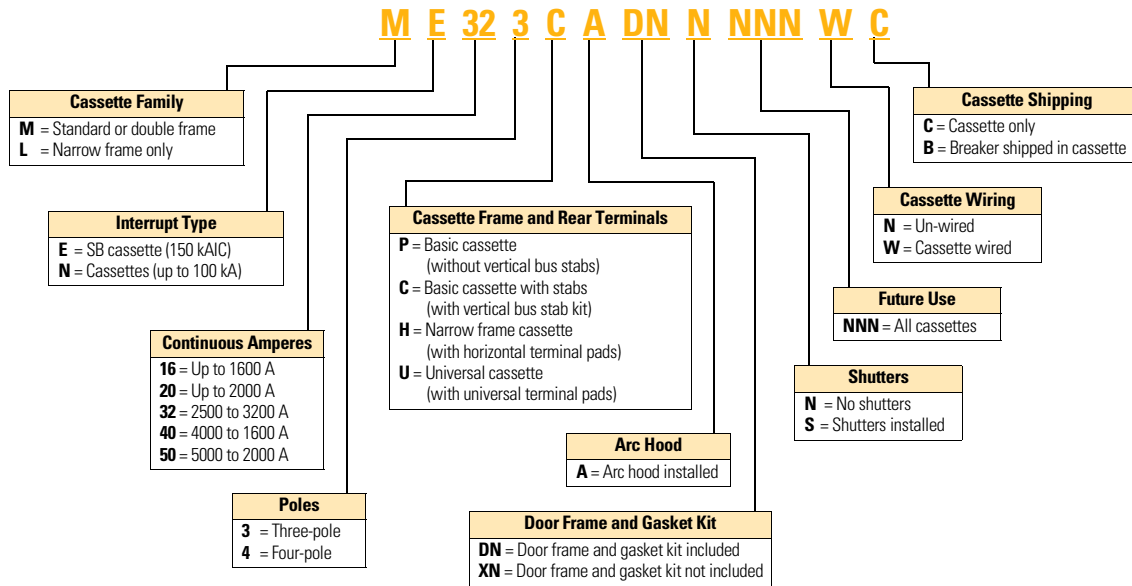 M E 32 3 C A DN N NNN W C
Cassette Family
M = Standard or double frame
L = Narrow frame only
Cassette Shipping
C = Cassette only
B = Breaker shipped in cassette
Interrupt Type
E = SB cassette (150 kAIC)
N = Cassettes (up to 100 kA)
Cassette Frame and Rear Terminals
P = Basic cassette
(without vertical bus stabs)
C = Basic cassette with stabs
(with vertical bus stab kit)
H = Narrow frame cassette
(with horizontal terminal pads)
U = Universal cassette
(with universal terminal pads)
Cassette Wiring
N = Un-wired
W = Cassette wired
Future Use
NNN = All cassettes
Continuous Amperes
16 = Up to 1600 A
20 = Up to 2000 A
32 = 2500 to 3200 A
40 = 4000 to 1600 A
50 = 5000 to 2000 A
Shutters
N = No shutters
S = Shutters installed
Arc Hood
A = Arc hood installed
Poles
3 = Three-pole
4 = Four-pole
Door Frame and Gasket Kit
DN = Door frame and gasket kit included
XN = Door frame and gasket kit not included